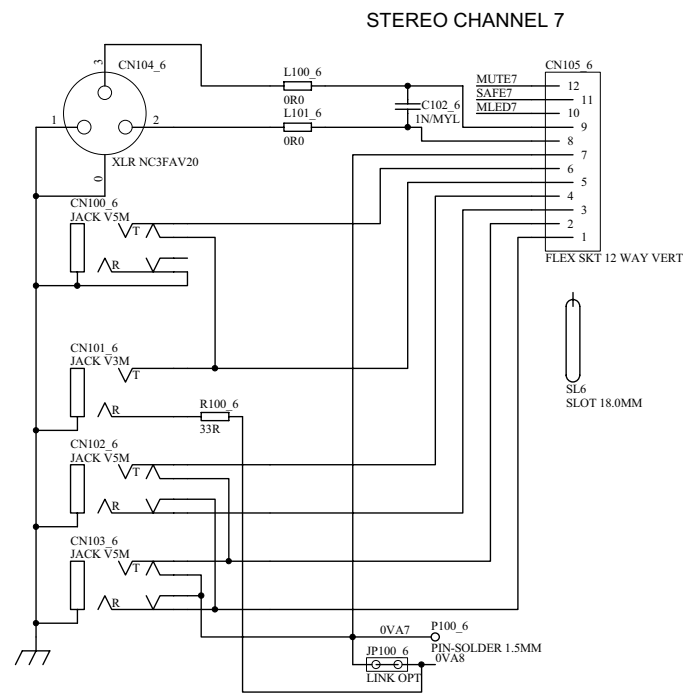 STEREO CHANNEL 7
CN104_6
3
1
2
0
XLR NC3FAV20
L100_6
0R0
L101_6
0R0
C102_6
1N/MYL
CN105_6
MUTE7
SAFE7
MLED7
12
11
10
9
8
7
6
5
4
3
2
1
FLEX SKT 12 WAY VERT
CN100_6
JACK V5M
T
R
SL6
SLOT 18.0MM
CN101_6
JACK V3M
T
R
R100_6
33R
CN102_6
JACK V5M
T
R
CN103_6
JACK V5M
T
R
0VA7
P100_6
PIN-SOLDER 1.5MM
JP100_6
0VA8
LINK OPT